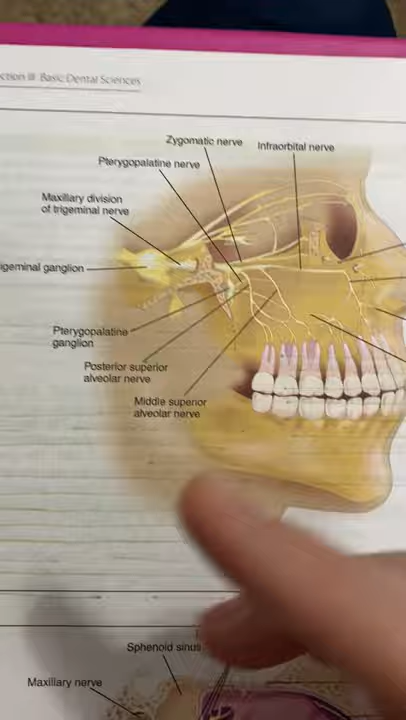 ction III Basic Dental Sciences
Zygomatic nerve
Infraorbital nerve
Pterygopalatine nerve
Maxillary division
of trigeminal nerve
igeminal ganglion
Pterygopalatine
ganglion
Posterior superior
alveolar nerve
Middle superior
alveolar nerve
Sphenoid sinus
Maxillary nerve